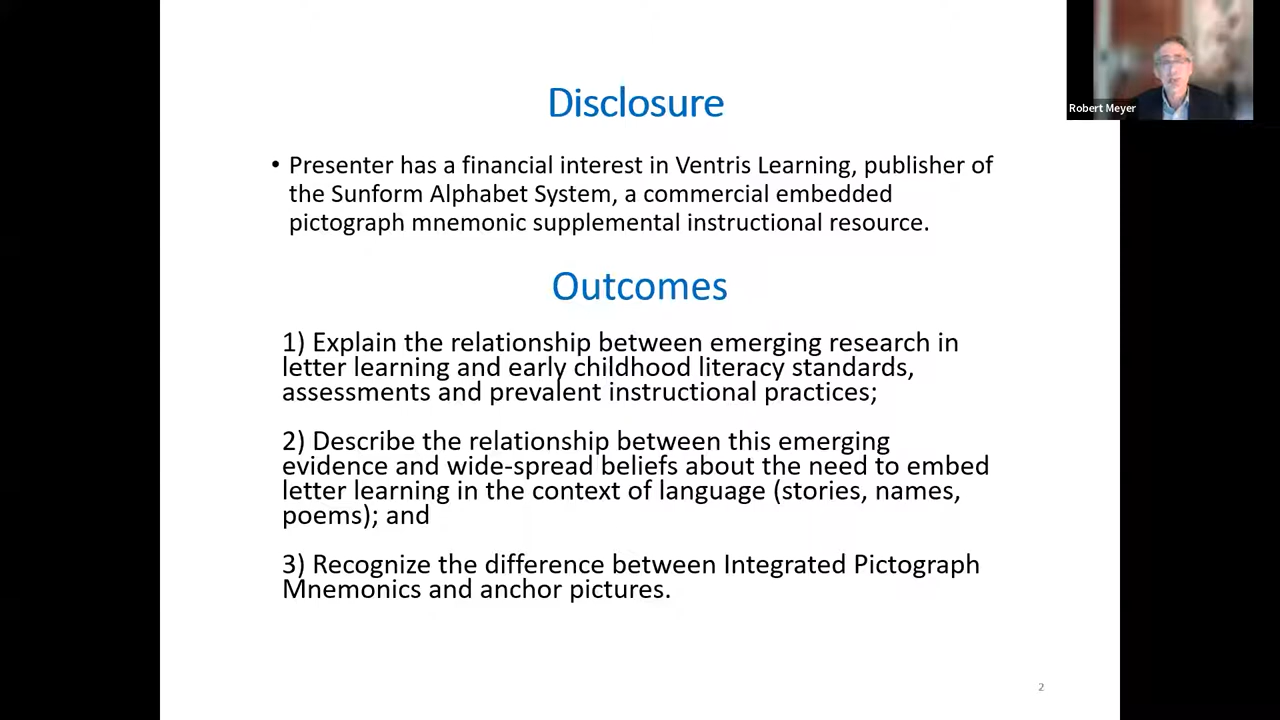 Robert Meyer
Disclosure
• Presenter has a financial interest in Ventris Learning, publisher of
the Sunform Alphabet System, a commercial embedded
pictograph mnemonic supplemental instructional resource.
Outcomes
1) Explain the relationship between emerging research in
letter learning and early childhood literacy standards,
assessments and prevalent instructional practices;
2) Describe the relationship between this emerging
evidence and wide-spread beliefs about the need to embed
letter learning in the context of language (stories, names,
poems); and
3) Recognize the difference between Integrated Pictograph
Mnemonics and anchor pictures.
2